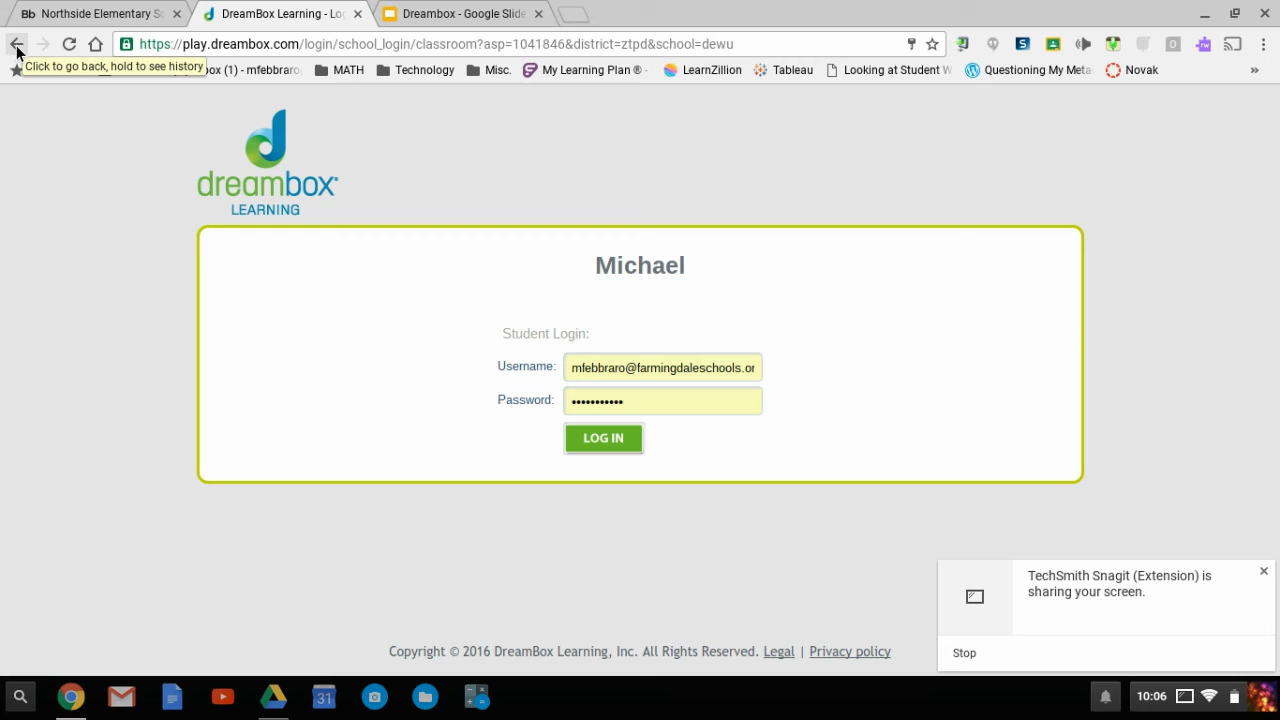 Bb Northside Elementary Sc
DreamBox Learning - Lo
Dreambox - Google Slide
https://play.dreambox.com/login/school_login/classroom?asp=1041846&district=ztpd&school=dewu
Click to go back, hold to see history
box (1) - mfebbraro
MATH
Technology
Misc.
My Learning Plan ® -
LearnZillion
Tableau
Looking at Student W
Questioning My Meta
Novak
»
dreambox
LEARNING
Michael
Student Login:
Username: mfebbraro@farmingdaleschools.or
Password: •••••••••••
LOG IN
TechSmith Snagit (Extension) is
sharing your screen.
Stop
Copyright © 2016 DreamBox Learning, Inc. All Rights Reserved. Legal | Privacy policy
31
10:06